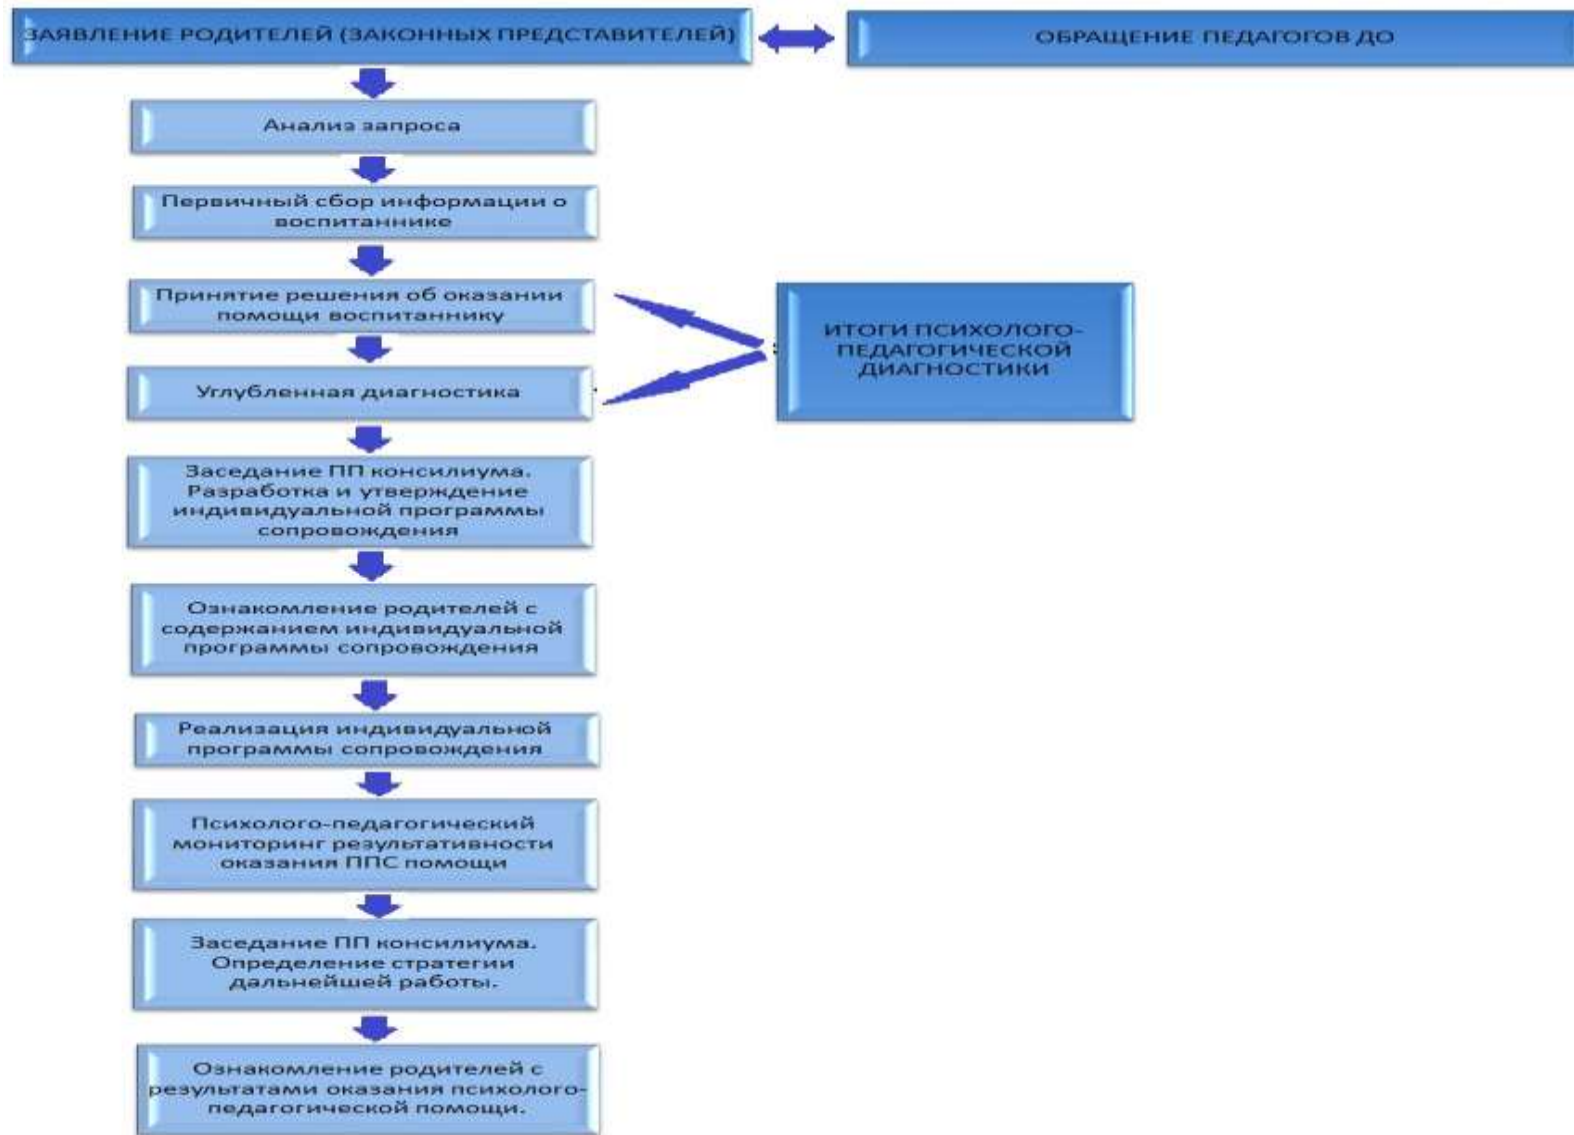 ЗАЯВЛЕНИЕ РОДИТЕЛЕЙ (ЗАКОННЫХ ПРЕДСТАВИТЕЛЕЙ)
ОБРАЩЕНИЕ ПЕДАГОГОВ ДО
Анализ запроса
Первичный сбор информации о
воспитаннике
Принятие решения об оказании
помощи воспитаннику
ИТОГИ ПСИХОЛОГО-
ПЕДАГОГИЧЕСКОЙ
ДИАГНОСТИКИ
Углубленная диагностика
Заседание ПП консилиума.
Разработка и утверждение
индивидуальной программы
сопровождения
Ознакомление родителей с
содержанием индивидуальной
программы сопровождения
Реализация индивидуальной
программы сопровождения
Психолого-педагогический
мониторинг результативности
оказания ППС помощи
Заседание ПП консилиума.
Определение стратегии
дальнейшей работы.
Ознакомление родителей с
результатами оказания психолого-
педагогической помощи.